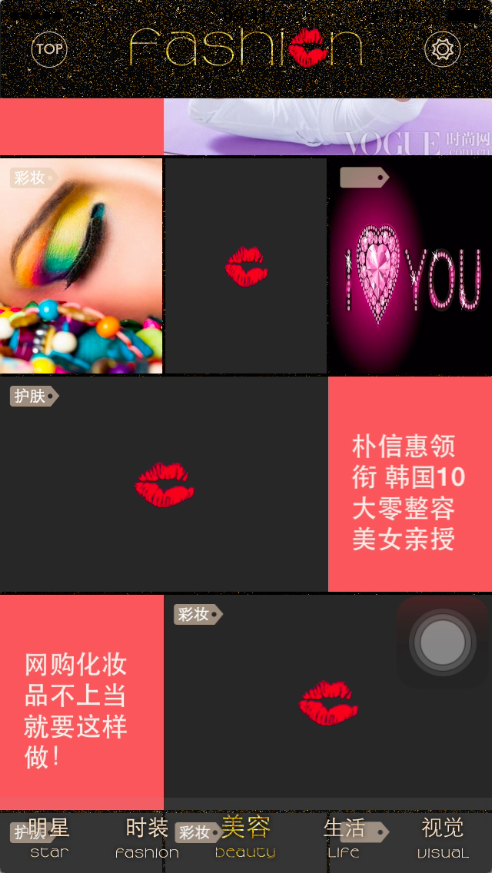 TOP
fashion
VOGUE 时尚网
.com.cn
彩妆
I YOU
护肤
朴信惠领
衔 韩国10
大零整容
美女亲授
彩妆
网购化妆
品不上当
就要这样
做!
护肤
彩妆
明星
时装
美容
生活
视觉
star
fashion
beauty
life
visual